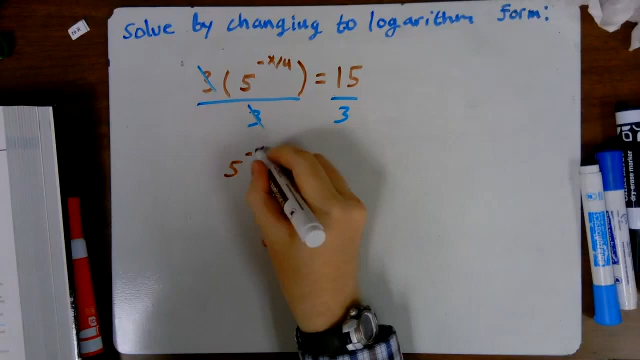 solve by changing to logarithm form:
3 ( 5^{-x/4} ) = 15
3 3
5^-